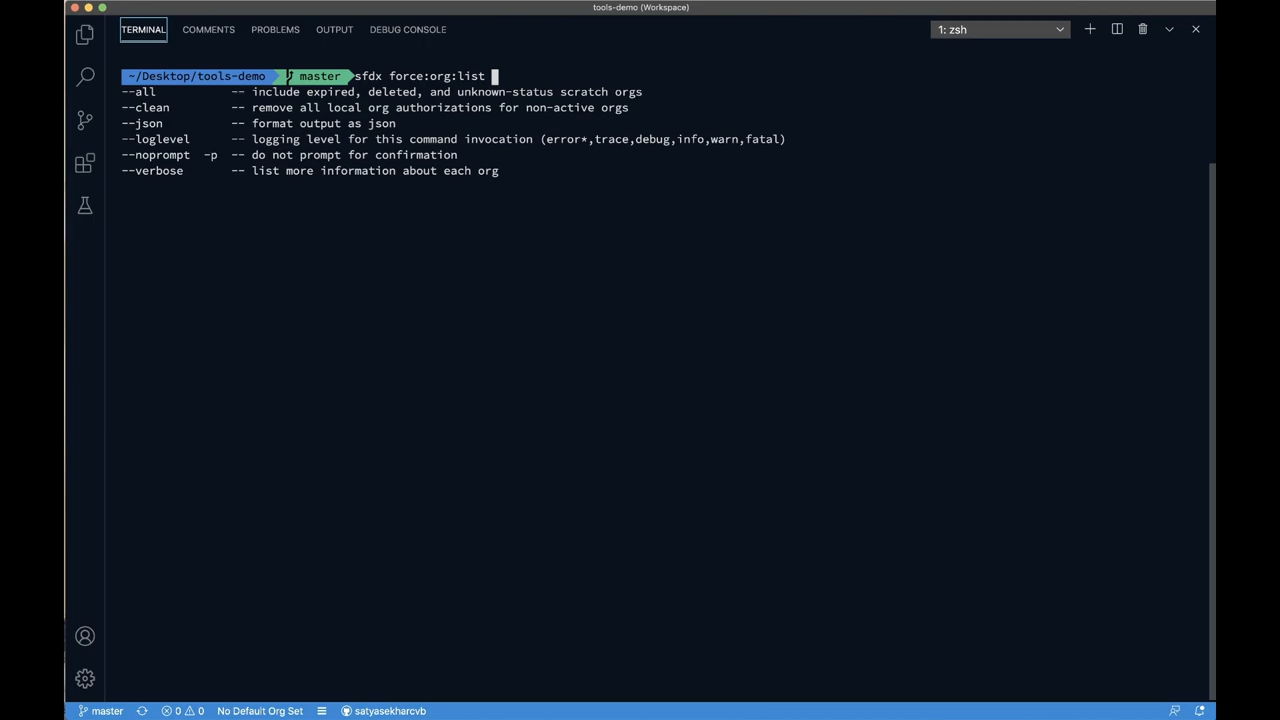 tools-demo (Workspace)
TERMINAL COMMENTS PROBLEMS OUTPUT DEBUG CONSOLE 1: zsh
~/Desktop/tools-demo master sfdx force:org:list
--all -- include expired, deleted, and unknown-status scratch orgs
--clean -- remove all local org authorizations for non-active orgs
--json -- format output as json
--loglevel -- logging level for this command invocation (error*,trace,debug,info,warn,fatal)
--noprompt -p -- do not prompt for confirmation
--verbose -- list more information about each org
master 0 0 No Default Org Set satyasekharcvb